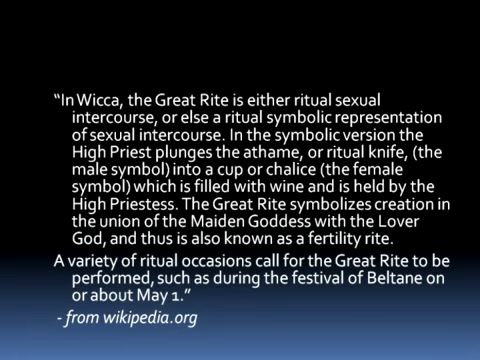 “In Wicca, the Great Rite is either ritual sexual
intercourse, or else a ritual symbolic representation
of sexual intercourse. In the symbolic version the
High Priest plunges the athame, or ritual knife, (the
male symbol) into a cup or chalice (the female
symbol) which is filled with wine and is held by the
High Priestess. The Great Rite symbolizes creation in
the union of the Maiden Goddess with the Lover
God, and thus is also known as a fertility rite.
A variety of ritual occasions call for the Great Rite to be
performed, such as during the festival of Beltane on
or about May 1.”
- from wikipedia.org